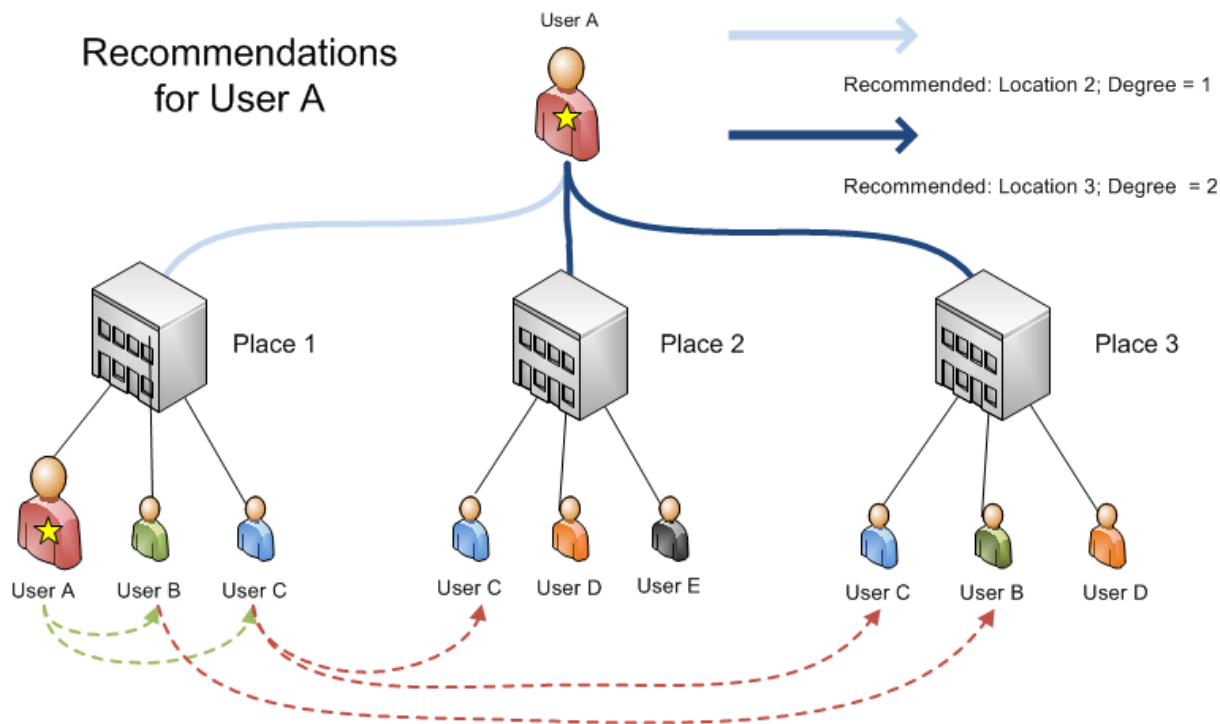 User A
Recommendations
for User A
Recommended: Location 2; Degree = 1
Recommended: Location 3; Degree  = 2
Place 1
Place 2
Place 3
User A
User B
User C
User C
User D
User E
User C
User B
User D